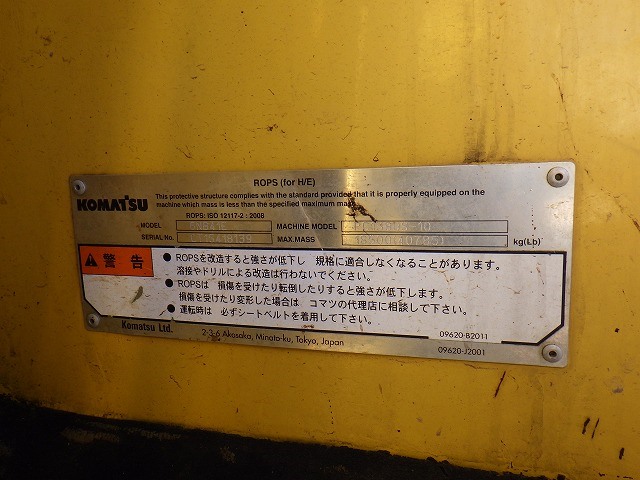 ROPS (for H/E)
KOMATSU
This protective structure complies with the standard provided that it is properly equipped on the
machine which mass is less than the specified maximum mass.
ROPS: ISO 12117-2 : 2008
MODEL
MACHINE MODEL
SERIAL No.
MAX.MASS
kg(Lb)
警告
● ROPSを改造すると強さが低下し 規格に適合しなくなることがあります。
溶接やドリルによる改造は行わないでください。
● ROPSは 損傷を受けたり転倒したりすると強さが低下します。
損傷を受けたり変形した場合は コマツの代理店に相談して下さい。
● 運転時は 必ずシートベルトを着用して下さい。
09620-B2011
Komatsu Ltd.
2-3-6 Akasaka, Minato-ku, Tokyo, Japan
09620-J2001